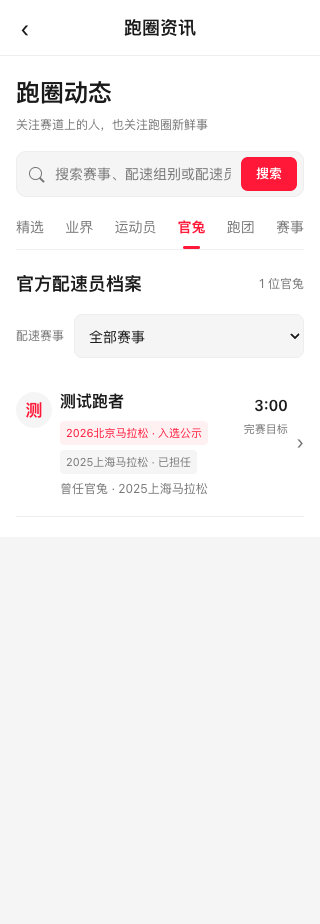 跑圈资讯
跑圈动态
关注赛道上的人，也关注跑圈新鲜事
搜索赛事、配速组别或配速员
搜索
精选 业界 运动员 官兔 跑团 赛事
官方配速员档案
1 位官兔
配速赛事
全部赛事
测
测试跑者
2026北京马拉松 · 入选公示
2025上海马拉松 · 已担任
曾任官兔 · 2025上海马拉松
3:00
完赛目标